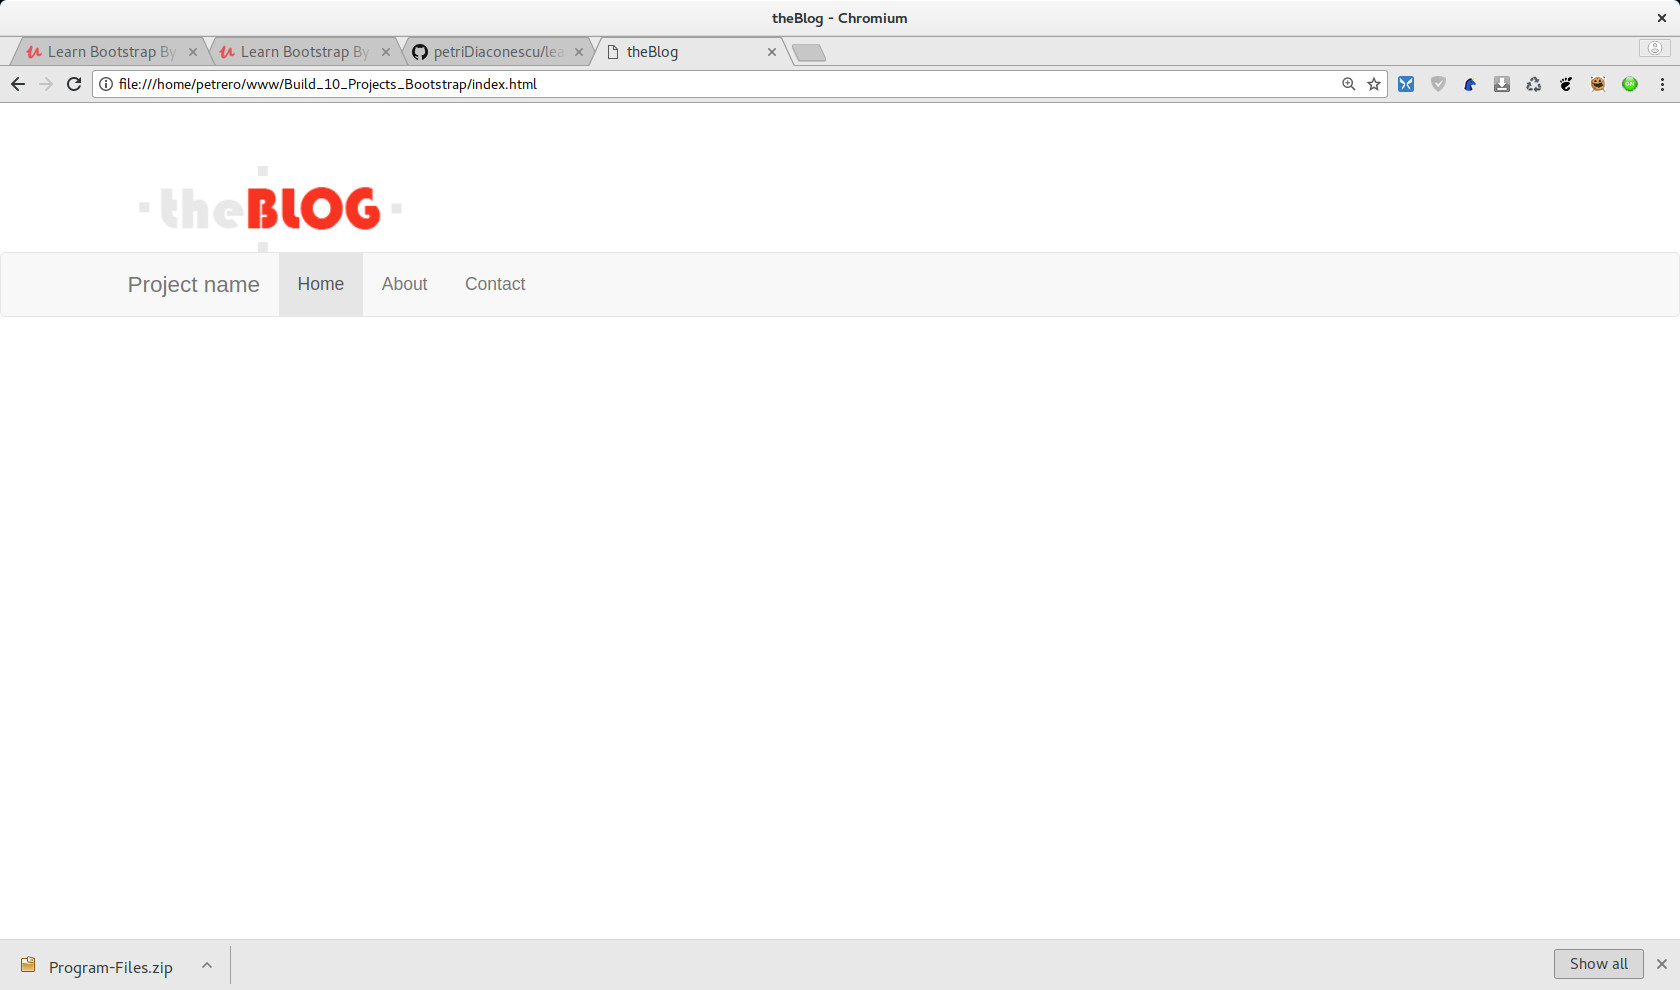 theBlog - Chromium
Learn Bootstrap By
Learn Bootstrap By
petriDiaconescu/lea
theBlog
file:///home/petrero/www/Build_10_Projects_Bootstrap/index.html
ON
theBLOG
Project name Home About Contact
Program-Files.zip
Show all